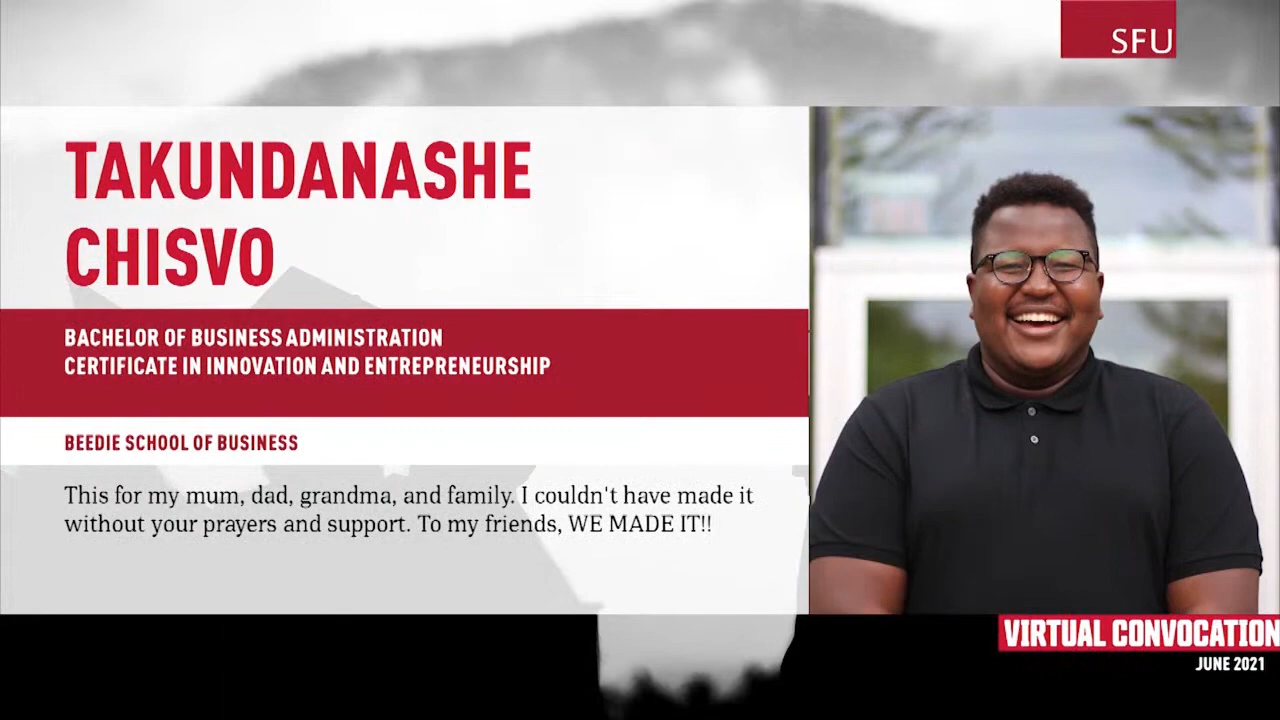 SFU
TAKUNDANASHE
CHISVO
BACHELOR OF BUSINESS ADMINISTRATION
CERTIFICATE IN INNOVATION AND ENTREPRENEURSHIP
BEEDIE SCHOOL OF BUSINESS
This for my mum, dad, grandma, and family. I couldn't have made it
without your prayers and support. To my friends, WE MADE IT!!
VIRTUAL CONVOCATION
JUNE 2021